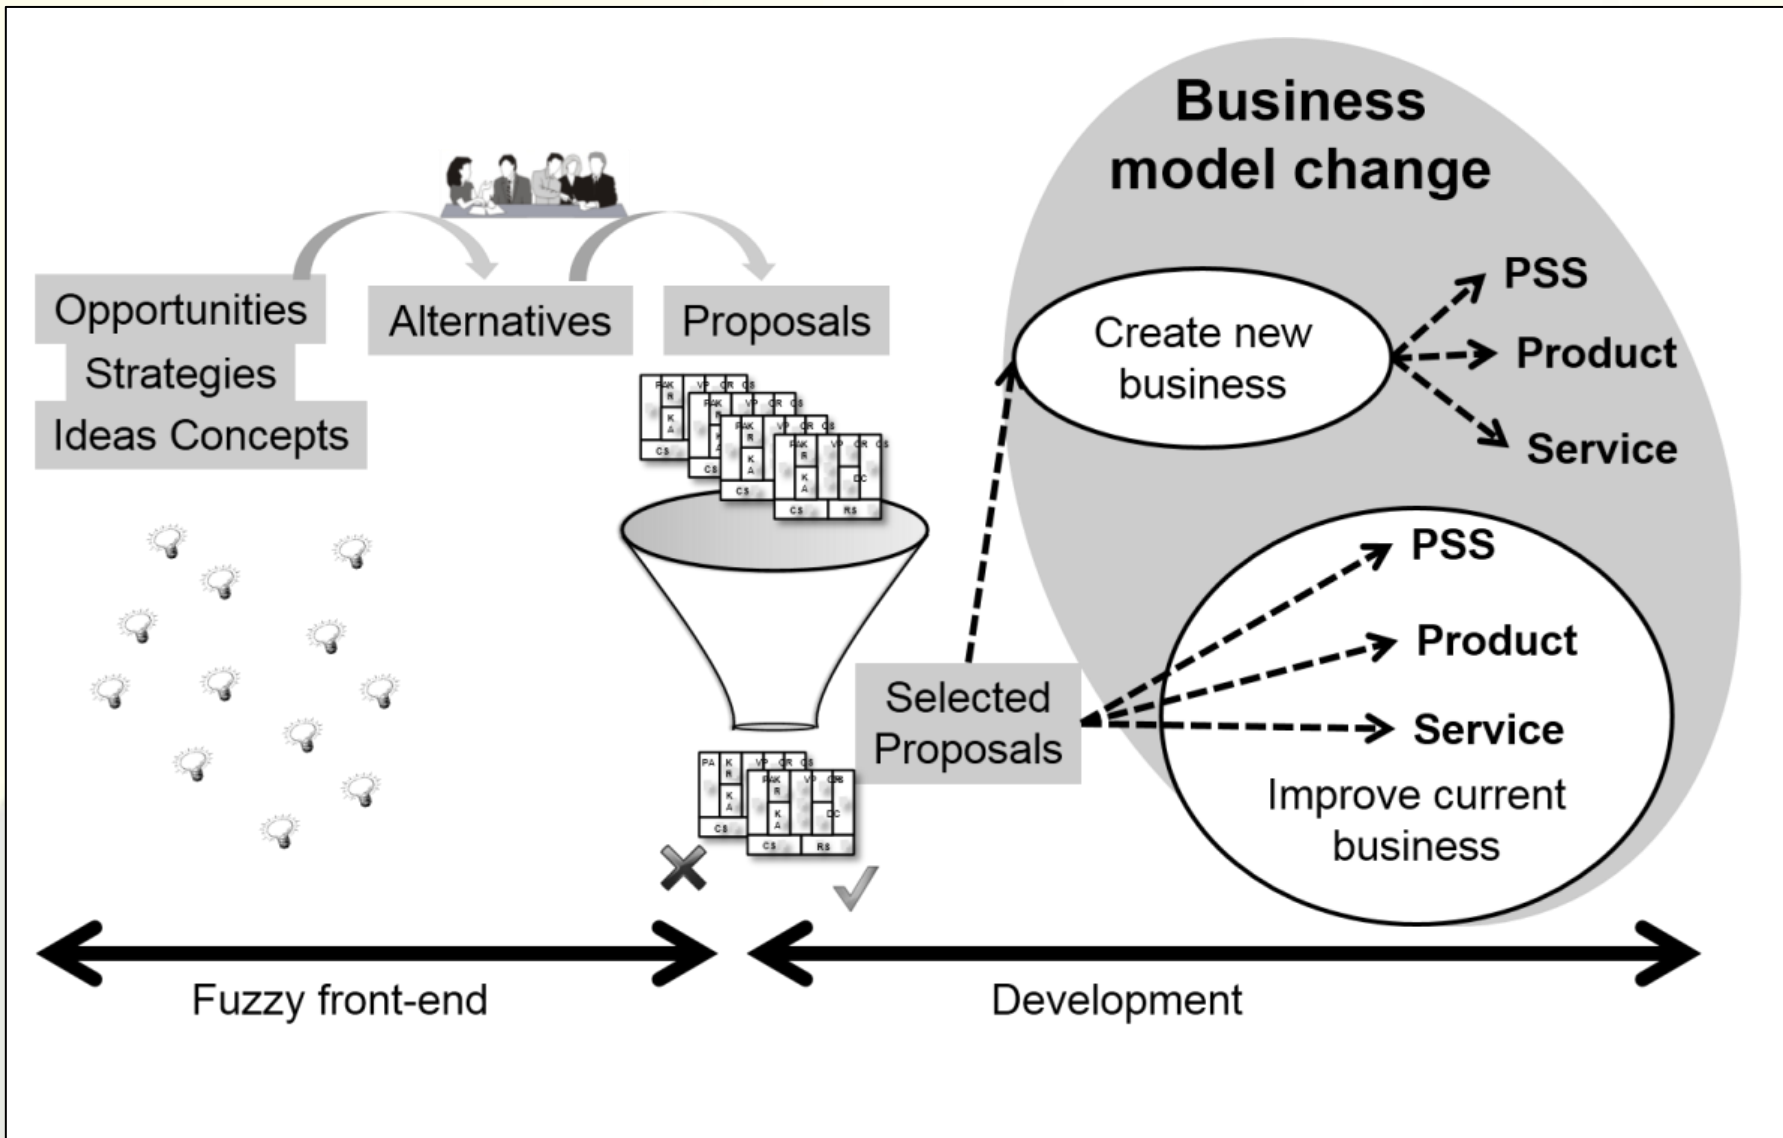 Business
model change
Opportunities
Strategies
Ideas Concepts
Alternatives
Proposals
Create new
business
PSS
Product
Service
PSS
Product
Service
Improve current
business
Selected
Proposals
Fuzzy front-end
Development